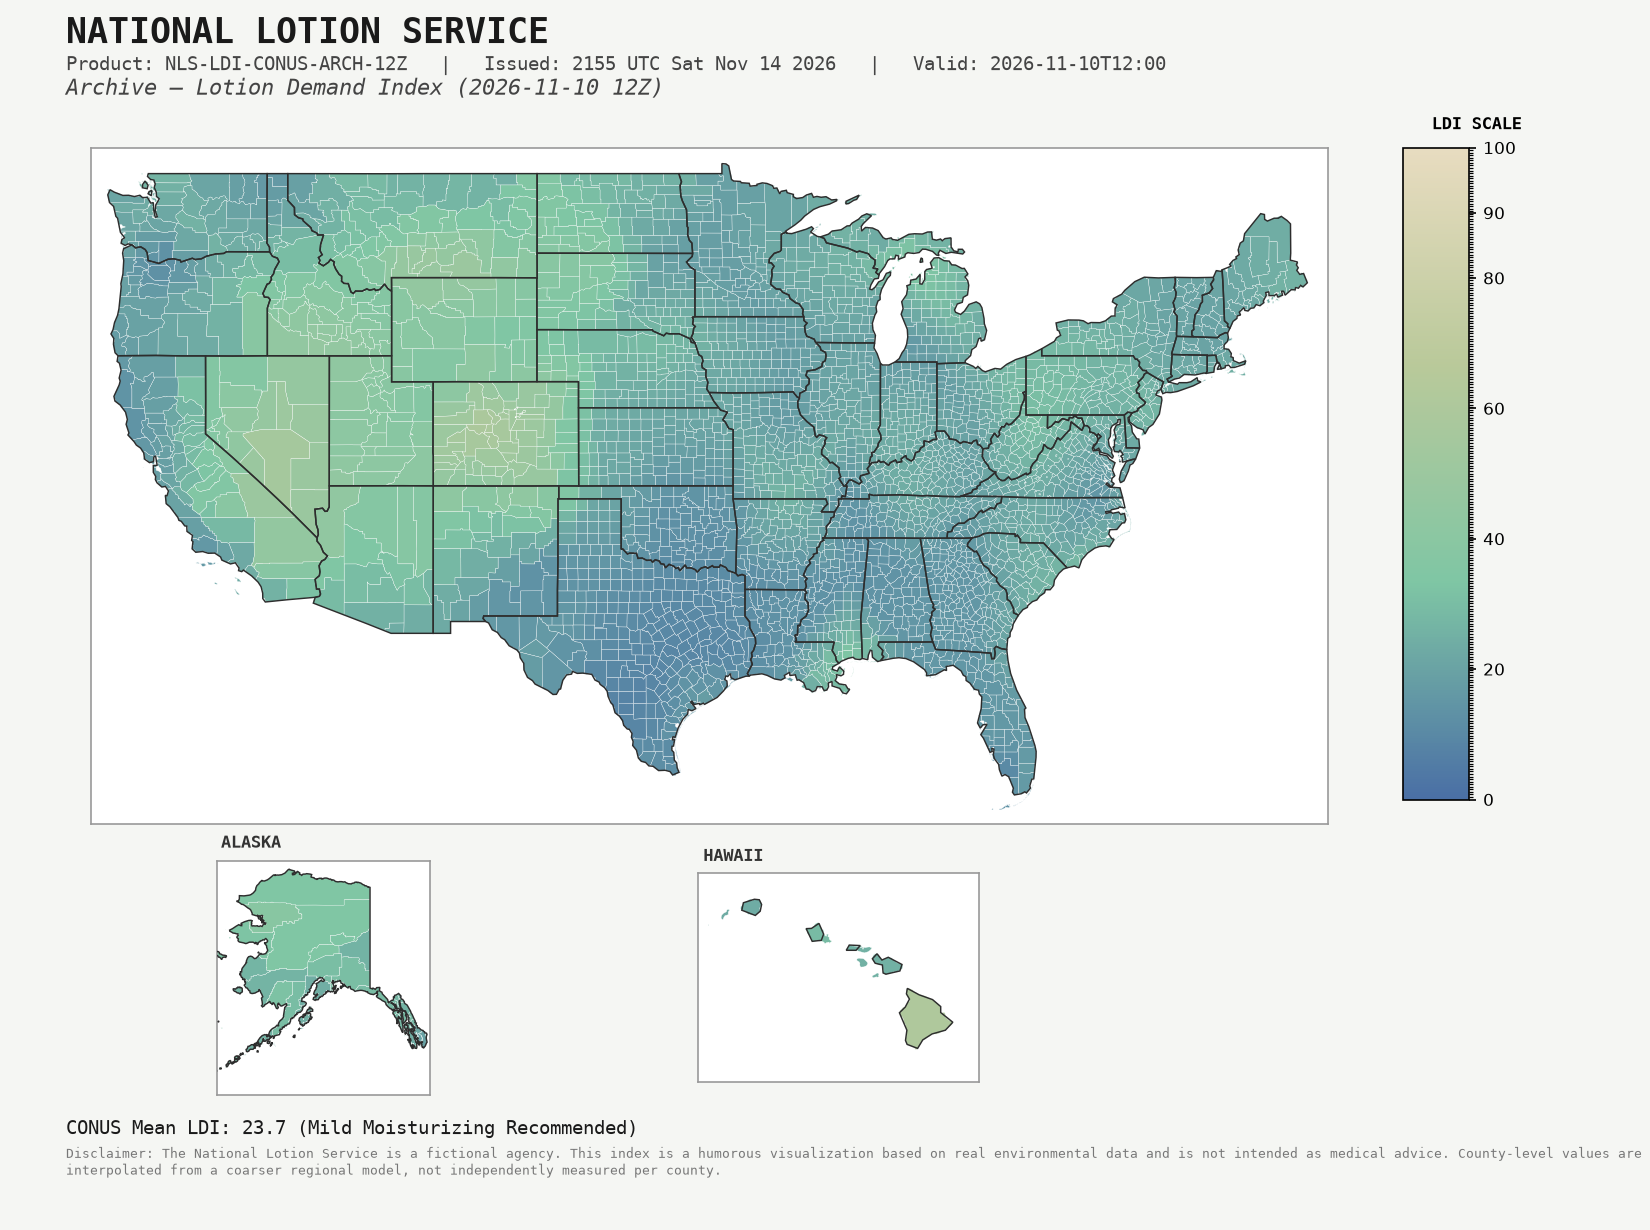 NATIONAL LOTION SERVICE
Product: NLS-LDI-CONUS-ARCH-12Z | Issued: 2155 UTC Sat Nov 14 2026 | Valid: 2026-11-10T12:00
Archive — Lotion Demand Index (2026-11-10 12Z)
LDI SCALE
100
90
80
70
60
50
40
30
20
10
0
ALASKA
HAWAII
CONUS Mean LDI: 23.7 (Mild Moisturizing Recommended)
Disclaimer: The National Lotion Service is a fictional agency. This index is a humorous visualization based on real environmental data and is not intended as medical advice. County-level values are
interpolated from a coarser regional model, not independently measured per county.